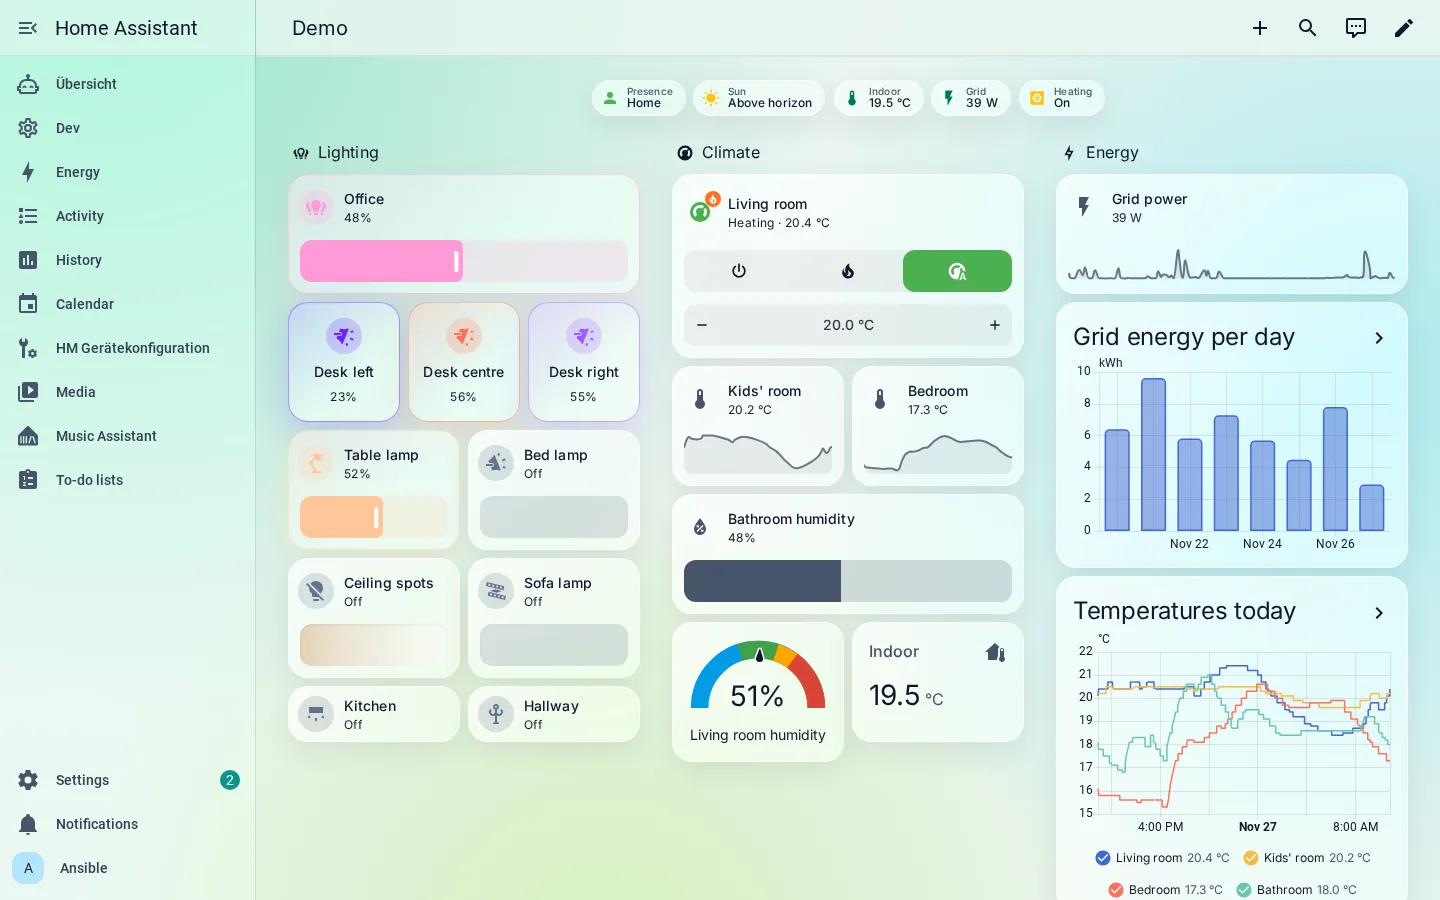 Home Assistant
Übersicht
Dev
Energy
Activity
History
Calendar
HM Gerätekonfiguration
Media
Music Assistant
To-do lists
Settings
2
Notifications
A
Ansible
Demo
Presence
Home
Sun
Above horizon
Indoor
19.5 °C
Grid
39 W
Heating
On
Lighting
Office
48%
Desk left
23%
Desk centre
56%
Desk right
55%
Table lamp
52%
Bed lamp
Off
Ceiling spots
Off
Sofa lamp
Off
Kitchen
Off
Hallway
Off
Climate
Living room
Heating · 20.4 °C
A
20.0 °C
Kids' room
20.2 °C
Bedroom
17.3 °C
Bathroom humidity
48%
51%
Living room humidity
Indoor
19.5 °C
Energy
Grid power
39 W
Grid energy per day
kWh
10
8
6
4
2
0
Nov 22 Nov 24 Nov 26
Temperatures today
°C
22
21
20
19
18
17
16
15
4:00 PM Nov 27 8:00 AM
Living room 20.4 °C Kids' room 20.2 °C
Bedroom 17.3 °C Bathroom 18.0 °C